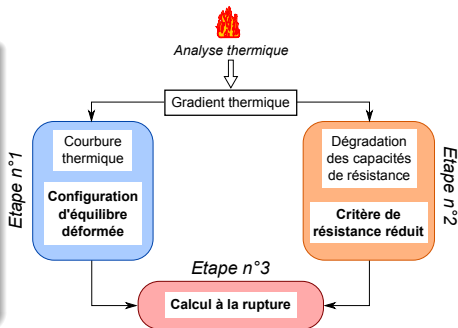 Analyse thermique
Gradient thermique
Etape n°1
Courbure
thermique
Configuration
d'équilibre
déformée
Dégradation
des capacités
de résistance
Critère de
résistance réduit
Etape n°2
Etape n°3
Calcul à la rupture